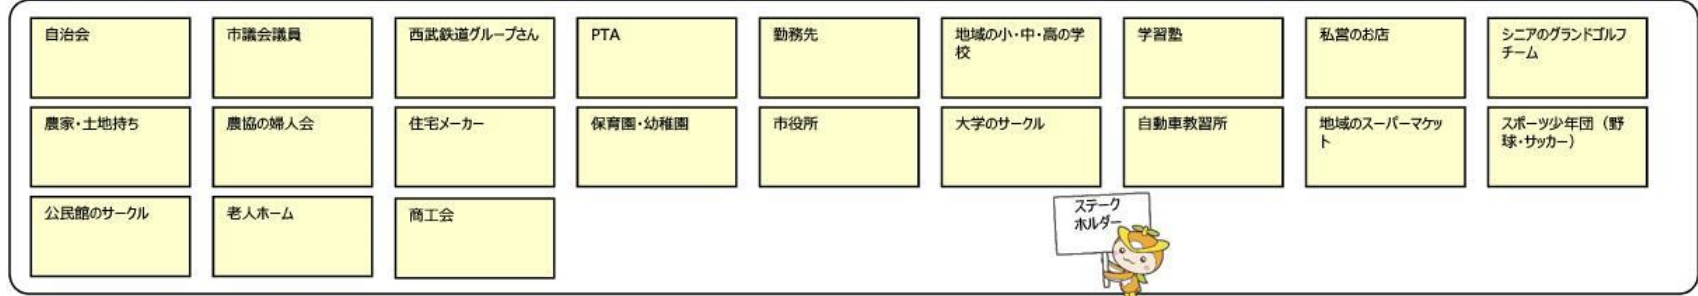 自治会
市議会議員
西武鉄道グループさん
PTA
勤務先
地域の小・中・高の学
校
学習塾
私営のお店
シニアのグランドゴルフ
チーム
農家・土地持ち
農協の婦人会
住宅メーカー
保育園・幼稚園
市役所
大学のサークル
自動車教習所
地域のスーパーマケッ
ト
スポーツ少年団（野
球・サッカー）
公民館のサークル
老人ホーム
商工会
ステーク
ホルダー